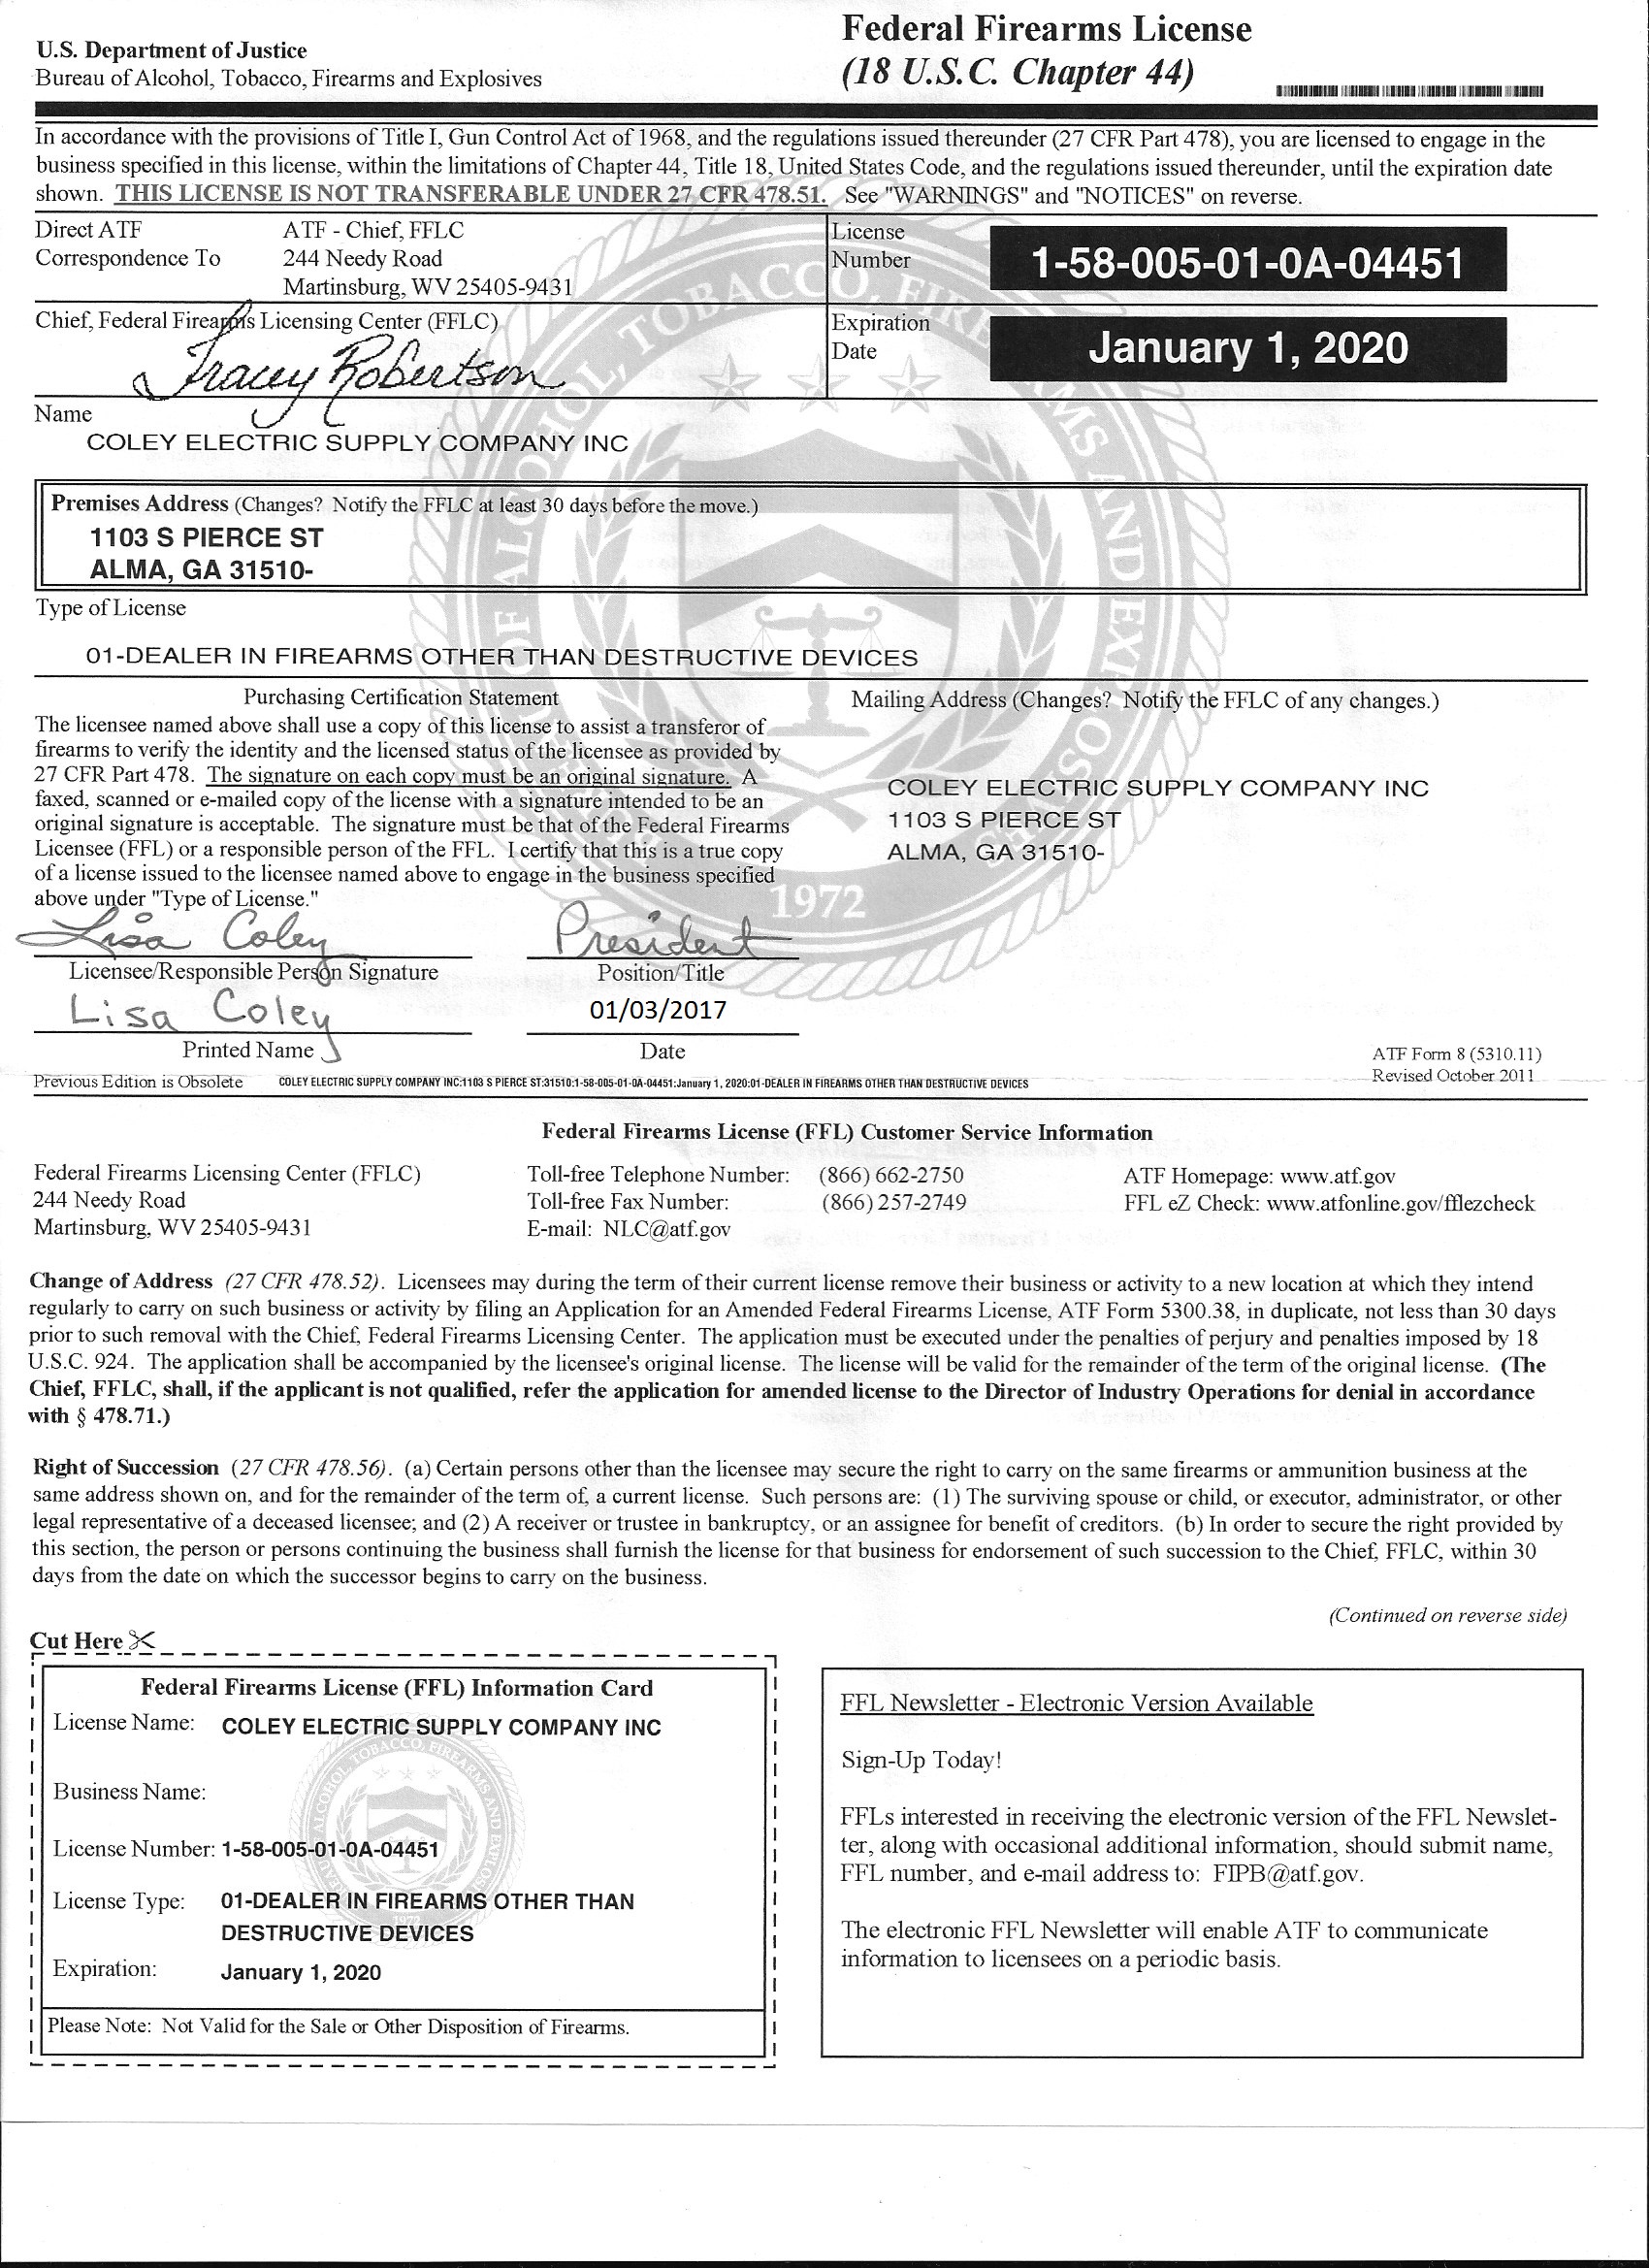 U.S. Department of Justice
Bureau of Alcohol, Tobacco, Firearms and Explosives
Federal Firearms License
(18 U.S.C. Chapter 44)
In accordance with the provisions of Title I, Gun Control Act of 1968, and the regulations issued thereunder (27 CFR Part 478), you are licensed to engage in the
business specified in this license, within the limitations of Chapter 44, Title 18, United States Code, and the regulations issued thereunder, until the expiration date
shown. THIS LICENSE IS NOT TRANSFERABLE UNDER 27 CFR 478.51. See "WARNINGS" and "NOTICES" on reverse.
Direct ATF
Correspondence To
ATF - Chief, FFLC
244 Needy Road
Martinsburg, WV 25405-9431
License
Number
1-58-005-01-0A-04451
Chief, Federal Firearms Licensing Center (FFLC)
Tracey Robertson
Expiration
Date
January 1, 2020
Name
COLEY ELECTRIC SUPPLY COMPANY INC
Premises Address (Changes? Notify the FFLC at least 30 days before the move.)
1103 S PIERCE ST
ALMA, GA 31510-
Type of License
01-DEALER IN FIREARMS OTHER THAN DESTRUCTIVE DEVICES
Purchasing Certification Statement
The licensee named above shall use a copy of this license to assist a transferor of
firearms to verify the identity and the licensed status of the licensee as provided by
27 CFR Part 478. The signature on each copy must be an original signature. A
faxed, scanned or e-mailed copy of the license with a signature intended to be an
original signature is acceptable. The signature must be that of the Federal Firearms
Licensee (FFL) or a responsible person of the FFL. I certify that this is a true copy
of a license issued to the licensee named above to engage in the business specified
above under "Type of License."
Mailing Address (Changes? Notify the FFLC of any changes.)
COLEY ELECTRIC SUPPLY COMPANY INC
1103 S PIERCE ST
ALMA, GA 31510-
1972
Lisa Coley
President
Licensee/Responsible Person Signature
Position/Title
Lisa Coley
01/03/2017
Printed Name
Date
ATF Form 8 (5310.11)
Revised October 2011
Previous Edition is Obsolete
COLEY ELECTRIC SUPPLY COMPANY INC:1103 S PIERCE ST:31510:1-58-005-01-0A-04451:January 1, 2020:01-DEALER IN FIREARMS OTHER THAN DESTRUCTIVE DEVICES
Federal Firearms License (FFL) Customer Service Information
Federal Firearms Licensing Center (FFLC)
244 Needy Road
Martinsburg, WV 25405-9431
Toll-free Telephone Number: (866) 662-2750
Toll-free Fax Number: (866) 257-2749
E-mail: NLC@atf.gov
ATF Homepage: www.atf.gov
FFL eZ Check: www.atfonline.gov/fflezcheck
Change of Address (27 CFR 478.52). Licensees may during the term of their current license remove their business or activity to a new location at which they intend
regularly to carry on such business or activity by filing an Application for an Amended Federal Firearms License, ATF Form 5300.38, in duplicate, not less than 30 days
prior to such removal with the Chief, Federal Firearms Licensing Center. The application must be executed under the penalties of perjury and penalties imposed by 18
U.S.C. 924. The application shall be accompanied by the licensee's original license. The license will be valid for the remainder of the term of the original license. (The
Chief, FFLC, shall, if the applicant is not qualified, refer the application for amended license to the Director of Industry Operations for denial in accordance
with § 478.71.)
Right of Succession (27 CFR 478.56). (a) Certain persons other than the licensee may secure the right to carry on the same firearms or ammunition business at the
same address shown on, and for the remainder of the term of, a current license. Such persons are: (1) The surviving spouse or child, or executor, administrator, or other
legal representative of a deceased licensee; and (2) A receiver or trustee in bankruptcy, or an assignee for benefit of creditors. (b) In order to secure the right provided by
this section, the person or persons continuing the business shall furnish the license for that business for endorsement of such succession to the Chief, FFLC, within 30
days from the date on which the successor begins to carry on the business.
(Continued on reverse side)
Cut Here
Federal Firearms License (FFL) Information Card
License Name: COLEY ELECTRIC SUPPLY COMPANY INC
Business Name:
License Number: 1-58-005-01-0A-04451
License Type: 01-DEALER IN FIREARMS OTHER THAN
DESTRUCTIVE DEVICES
Expiration: January 1, 2020
Please Note: Not Valid for the Sale or Other Disposition of Firearms.
FFL Newsletter - Electronic Version Available
Sign-Up Today!
FFLs interested in receiving the electronic version of the FFL Newslet-
ter, along with occasional additional information, should submit name,
FFL number, and e-mail address to: FIPB@atf.gov.
The electronic FFL Newsletter will enable ATF to communicate
information to licensees on a periodic basis.